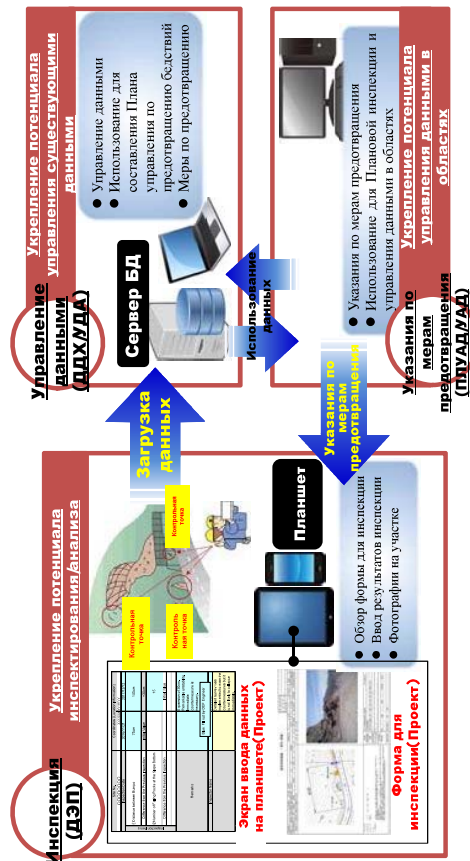 Инспекция
(ДЭП)
Укрепление потенциала
инспектирования/анализа
Контрольная
точка
Контроль
ная точка
Контрольная
точка
Экран ввода данных
на планшете(Проект)
Форма для
инспекции(Проект)
Планшет
● Обзор формы для инспекции
● Ввод результатов инспекции
● Фотографии на участке
Загрузка
данных
Указания по
мерам
предотвращения
Управление
данными
(ДДХ/УДА)
Укрепление потенциала
управления существующими
данными
Сервер БД
● Управление данными
● Использование для
составления Плана
управления по
предотвращению бедствий
● Меры по предотвращению
Использование
данных
● Указания по мерам предотвращения
● Использование для Плановой инспекции и
управления данными в областях
Указания по
мерам
предотвращения
(ПЛУАД/УАД)
Укрепление потенциала
управления данными в
областях